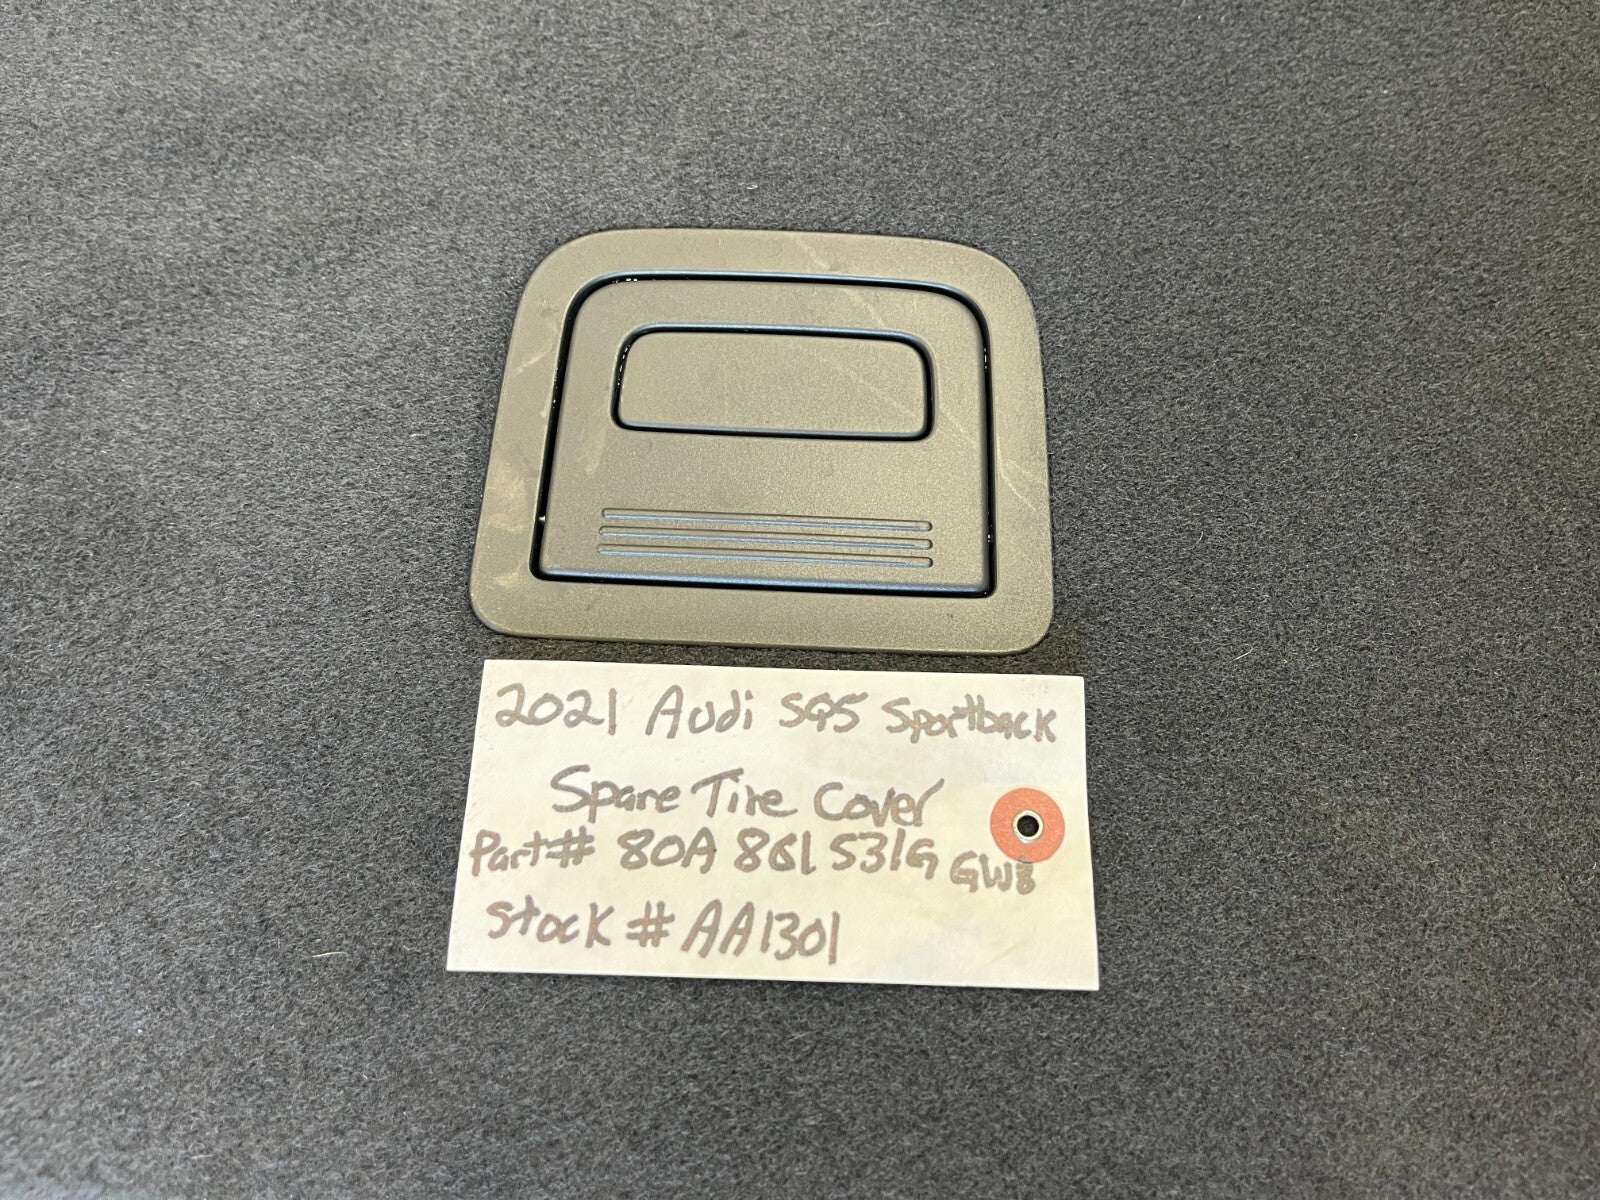 2021 Audi SQ5 Sportback
Spare Tire Cover
Part# 80A 861 531G GW8
Stock # AA1301